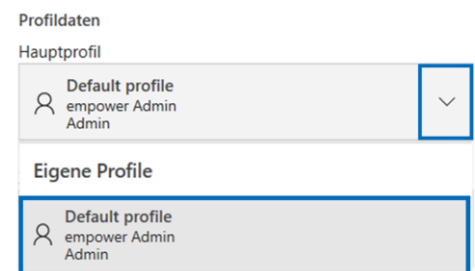 Profildaten
Hauptprofil
Default profile
empower Admin
Admin
Eigene Profile
Default profile
empower Admin
Admin